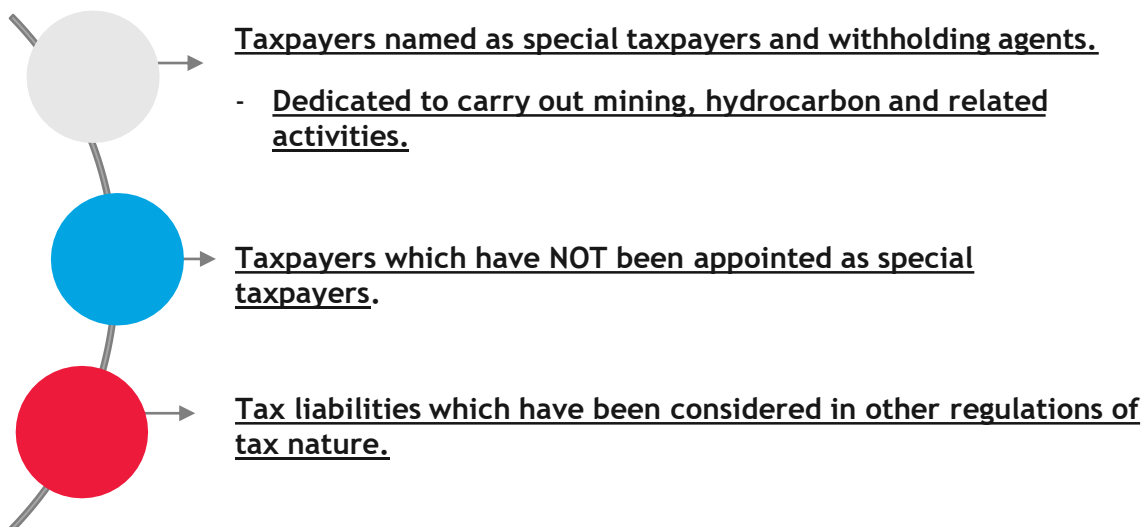 Taxpayers named as special taxpayers and withholding agents.
- Dedicated to carry out mining, hydrocarbon and related
activities.
Taxpayers which have NOT been appointed as special
taxpayers.
Tax liabilities which have been considered in other regulations of
tax nature.